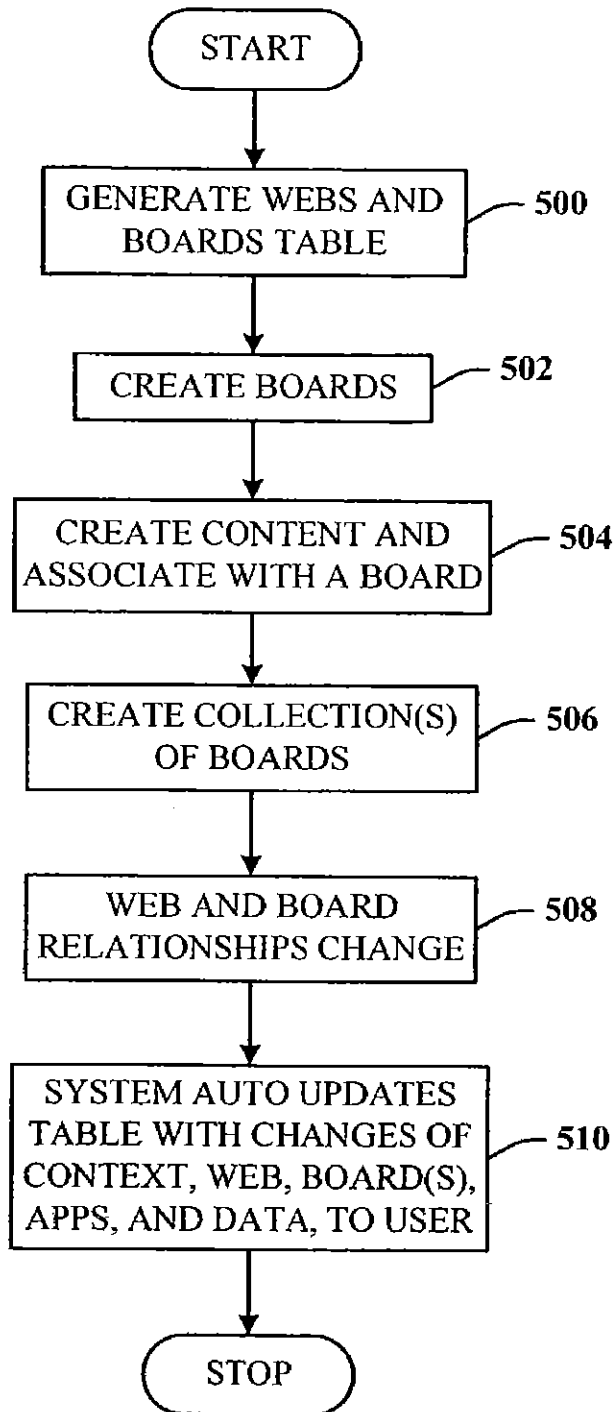 START
GENERATE WEBS AND
BOARDS TABLE
500
CREATE BOARDS
502
CREATE CONTENT AND
ASSOCIATE WITH A BOARD
504
CREATE COLLECTION(S)
OF BOARDS
506
WEB AND BOARD
RELATIONSHIPS CHANGE
508
SYSTEM AUTO UPDATES
TABLE WITH CHANGES OF
CONTEXT, WEB, BOARD(S),
APPS, AND DATA, TO USER
510
STOP